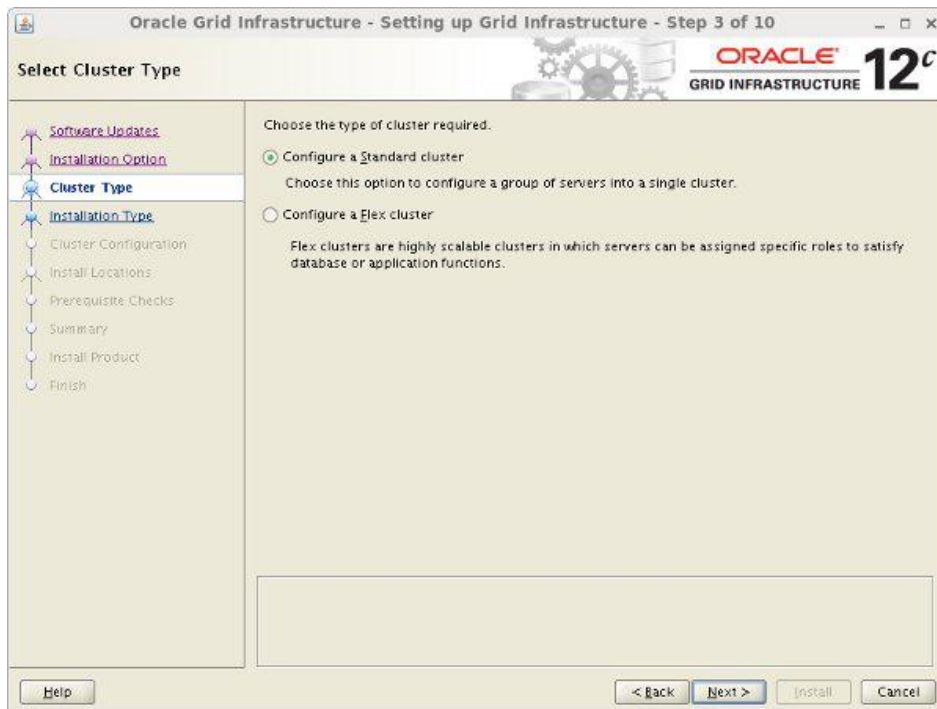 Oracle Grid Infrastructure - Setting up Grid Infrastructure - Step 3 of 10
Select Cluster Type
ORACLE®
GRID INFRASTRUCTURE
12c
Software Updates
Installation Option
Cluster Type
Installation Type
Cluster Configuration
Install Locations
Prerequisite Checks
Summary
Install Product
Finish
Choose the type of cluster required.
Configure a Standard cluster
Choose this option to configure a group of servers into a single cluster.
Configure a Flex cluster
Flex clusters are highly scalable clusters in which servers can be assigned specific roles to satisfy
database or application functions.
Help
< Back
Next >
Install
Cancel